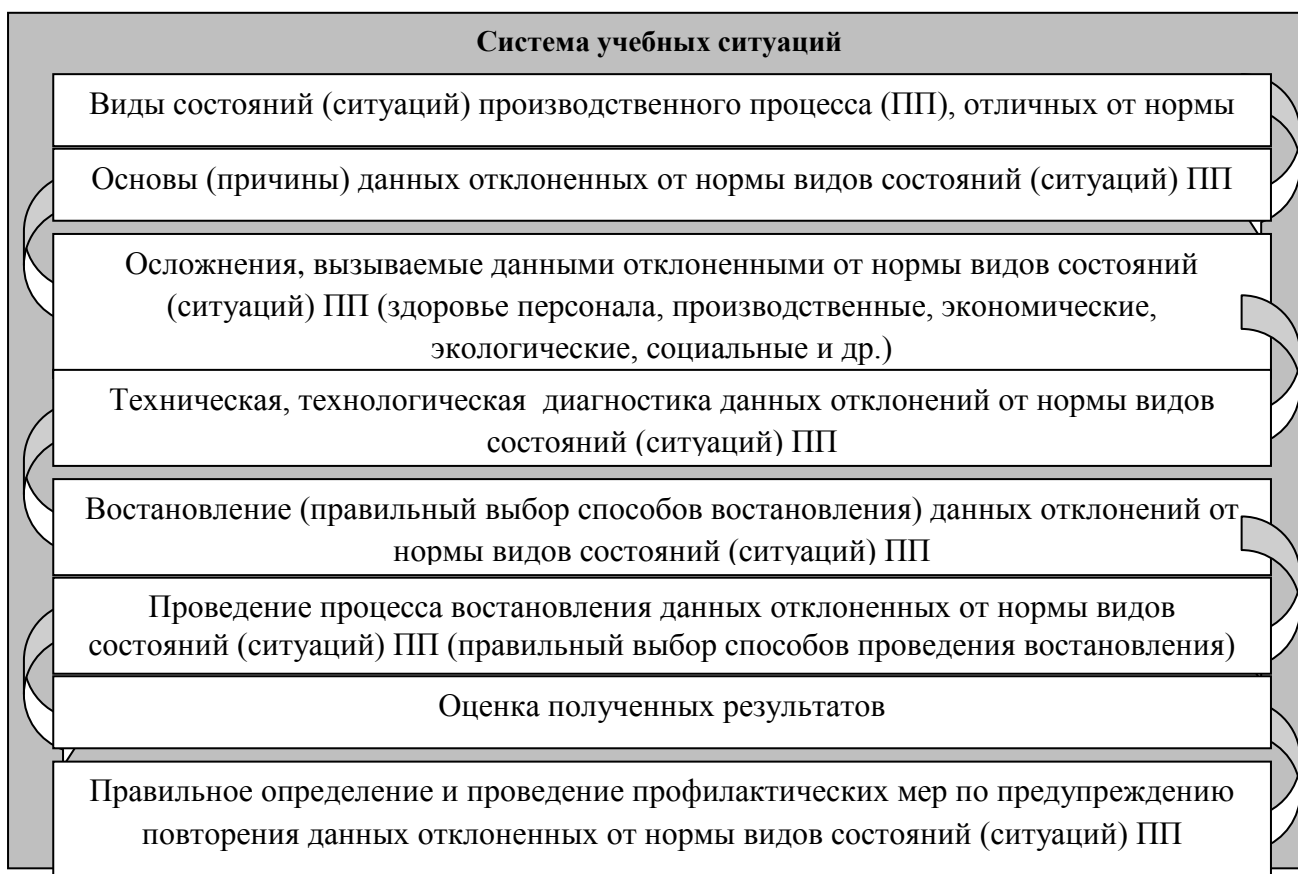 Система учебных ситуаций
Виды состояний (ситуаций) производственного процесса (ПП), отличных от нормы
Основы (причины) данных отклоненных от нормы видов состояний (ситуаций) ПП
Осложнения, вызываемые данными отклоненными от нормы видов состояний
(ситуаций) ПП (здоровье персонала, производственные, экономические,
экологические, социальные и др.)
Техническая, технологическая диагностика данных отклонений от нормы видов
состояний (ситуаций) ПП
Востановление (правильный выбор способов востановления) данных отклонений от
нормы видов состояний (ситуаций) ПП
Проведение процесса востановления данных отклоненных от нормы видов
состояний (ситуаций) ПП (правильный выбор способов проведения востановления)
Оценка полученных результатов
Правильное определение и проведение профилактических мер по предупреждению
повторения данных отклоненных от нормы видов состояний (ситуаций) ПП